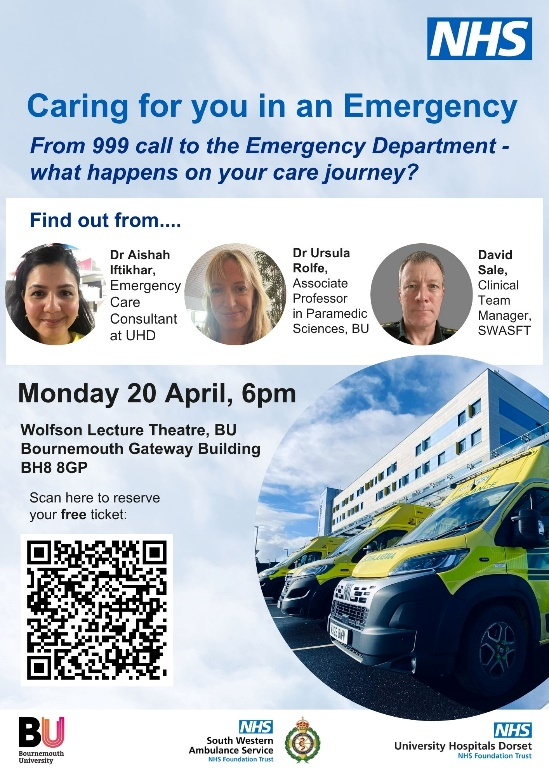 NHS
Caring for you in an Emergency
From 999 call to the Emergency Department -
what happens on your care journey?
Find out from....
Dr Aishah
Iftikhar,
Emergency
Care
Consultant
at UHD
Dr Ursula
Rolfe,
Associate
Professor
in Paramedic
Sciences, BU
David
Sale,
Clinical
Team
Manager,
SWASFT
Monday 20 April, 6pm
Wolfson Lecture Theatre, BU
Bournemouth Gateway Building
BH8 8GP
Scan here to reserve
your free ticket:
BU
Bournemouth
University
NHS
South Western
Ambulance Service
NHS Foundation Trust
NHS
University Hospitals Dorset
NHS Foundation Trust